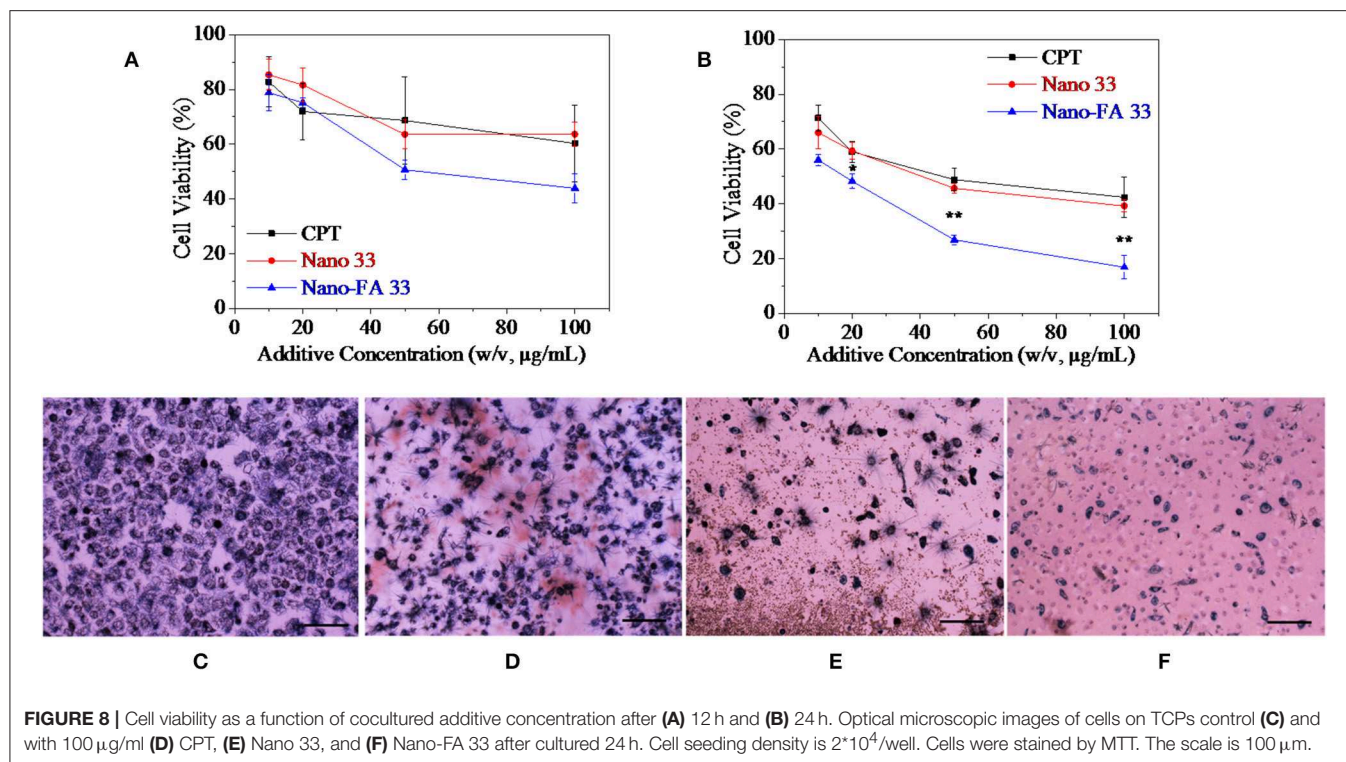 A
100
80
60
40
20
0
Cell Viability (%)
CPT
Nano 33
Nano-FA 33
0 20 40 60 80 100
Additive Concentration (w/v, μg/mL)
B
100
80
60
40
20
0
Cell Viability (%)
CPT
Nano 33
Nano-FA 33
*
**
**
0 20 40 60 80 100
Additive Concentration (w/v, μg/mL)
C D E F
FIGURE 8 | Cell viability as a function of cocultured additive concentration after (A) 12 h and (B) 24 h. Optical microscopic images of cells on TCPs control (C) and
with 100 μg/ml (D) CPT, (E) Nano 33, and (F) Nano-FA 33 after cultured 24 h. Cell seeding density is 2*10⁴/well. Cells were stained by MTT. The scale is 100 μm.